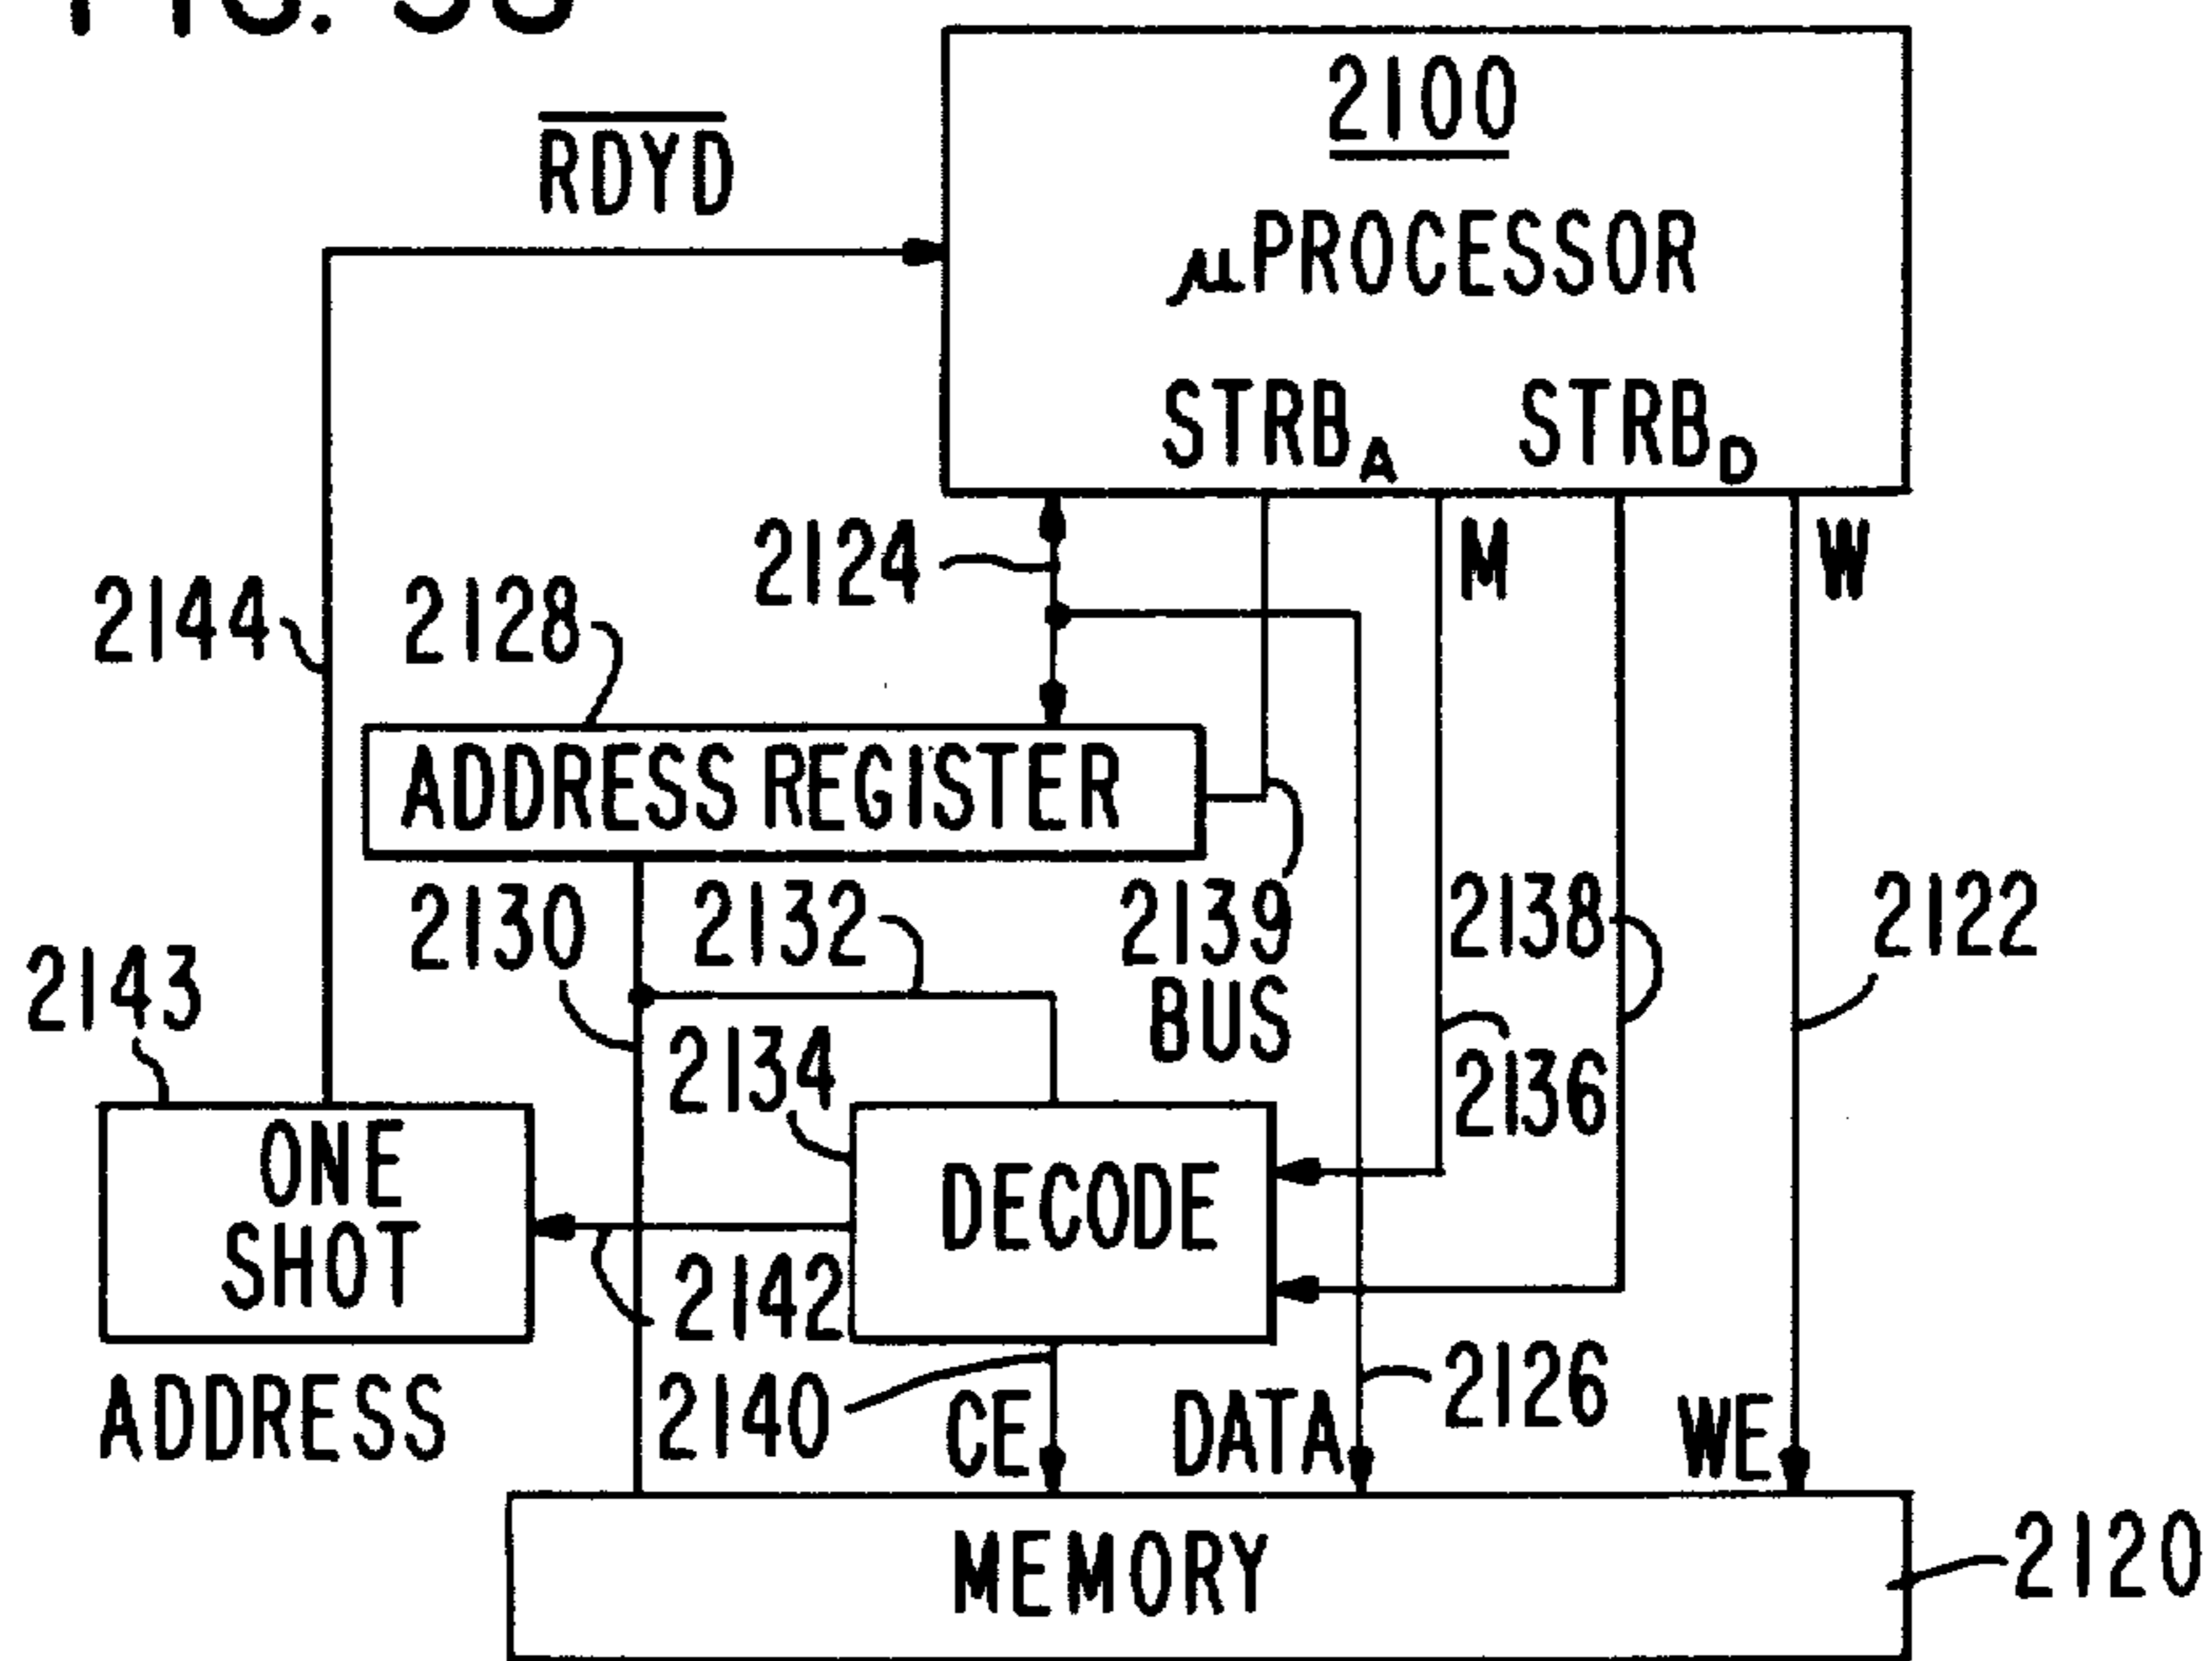 2100
μPROCESSOR
RDYD
STRBA STRBD
2124
M
W
2144
2128
ADDRESS REGISTER
2130
2132
2139
BUS
2138
2122
2143
2134
2136
ONE
SHOT
DECODE
2142
ADDRESS
2140
CE
DATA
2126
WE
MEMORY
2120